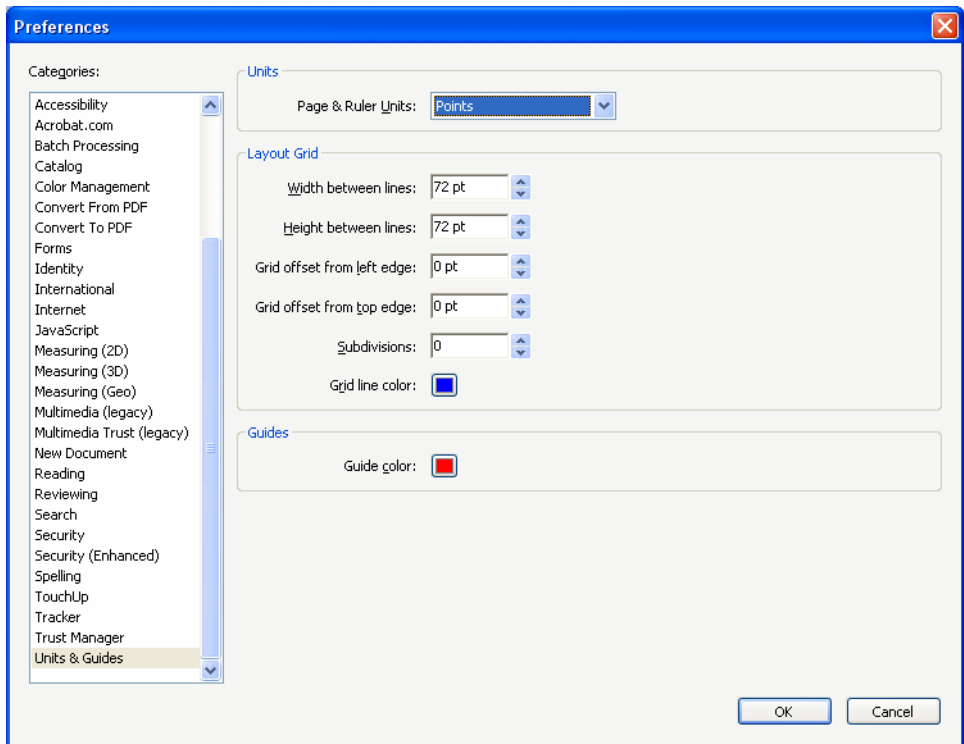 Preferences
Categories:
Accessibility
Acrobat.com
Batch Processing
Catalog
Color Management
Convert From PDF
Convert To PDF
Forms
Identity
International
Internet
JavaScript
Measuring (2D)
Measuring (3D)
Measuring (Geo)
Multimedia (legacy)
Multimedia Trust (legacy)
New Document
Reading
Reviewing
Search
Security
Security (Enhanced)
Spelling
TouchUp
Tracker
Trust Manager
Units & Guides
Units
Page & Ruler Units: Points
Layout Grid
Width between lines: 72 pt
Height between lines: 72 pt
Grid offset from left edge: 0 pt
Grid offset from top edge: 0 pt
Subdivisions: 0
Grid line color:
Guides
Guide color:
OK Cancel